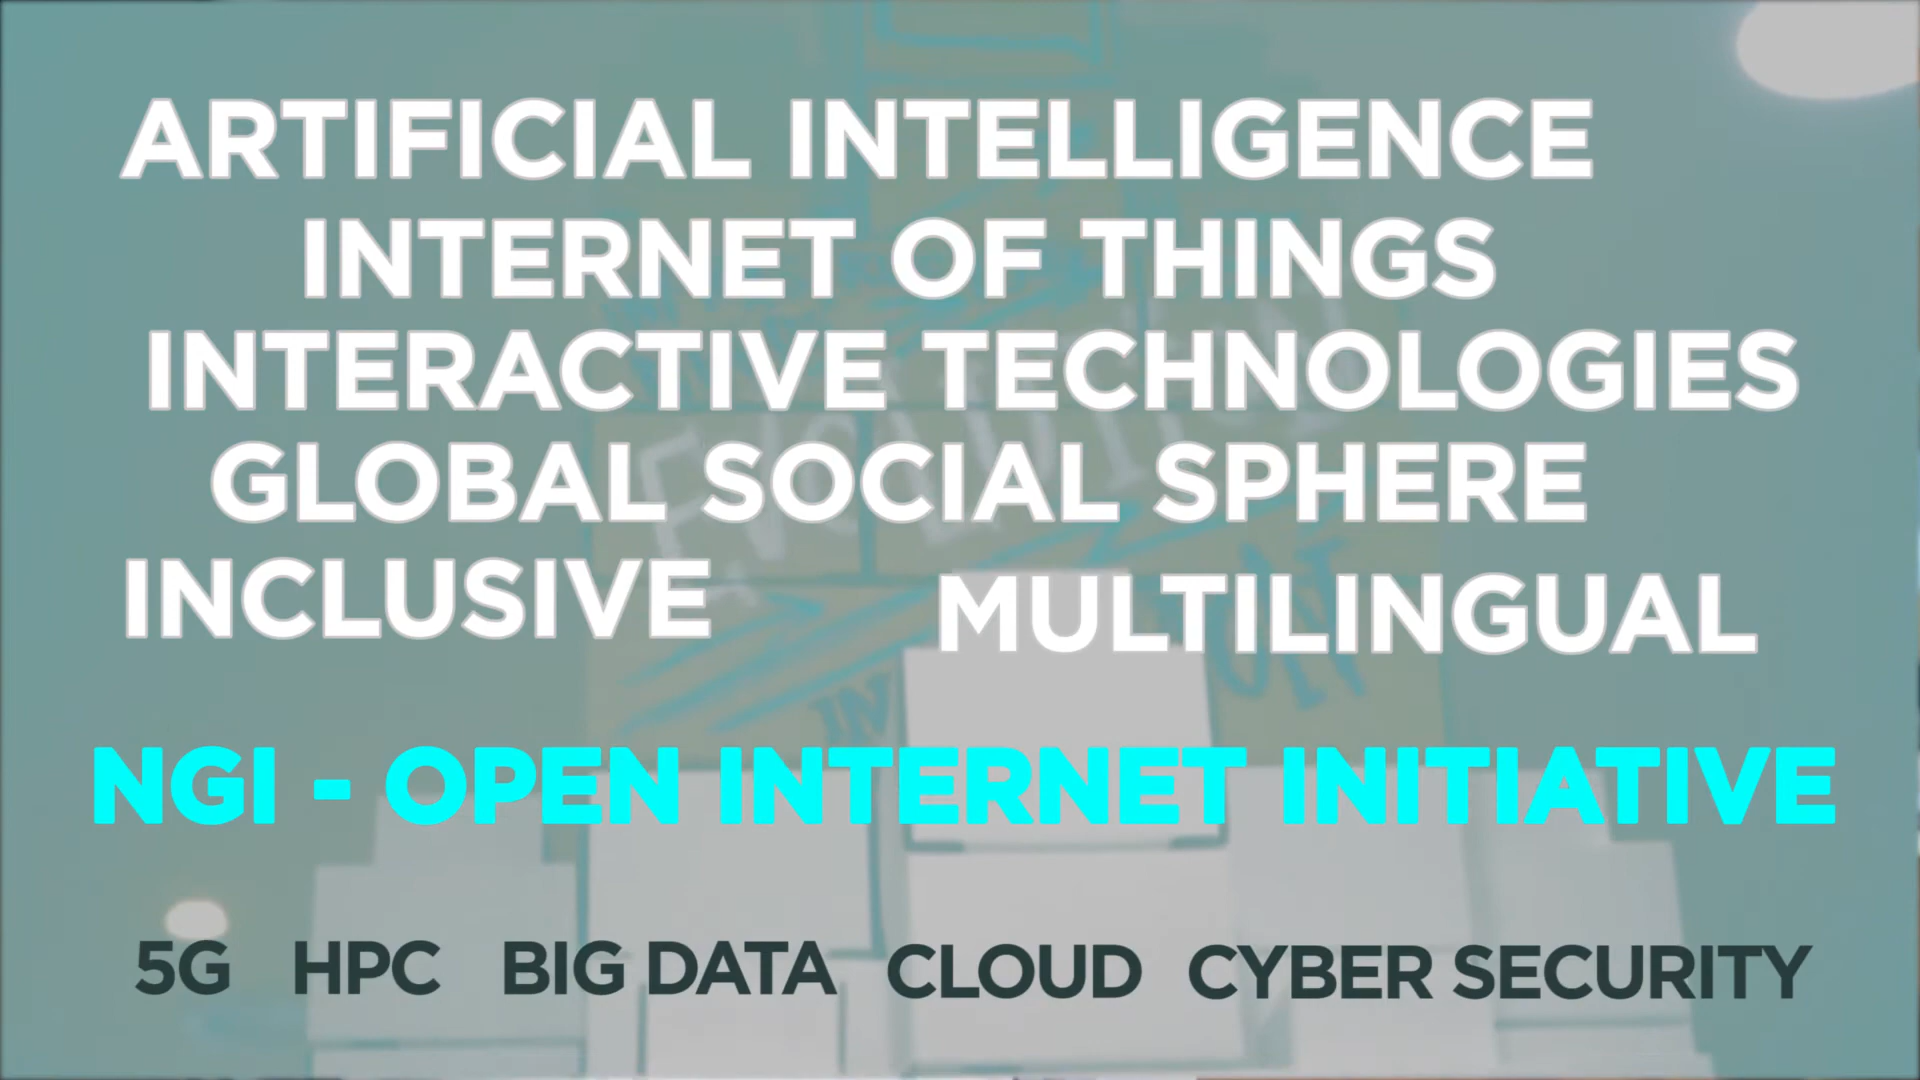 ARTIFICIAL INTELLIGENCE
INTERNET OF THINGS
INTERACTIVE TECHNOLOGIES
GLOBAL SOCIAL SPHERE
INCLUSIVE MULTILINGUAL
NGI - OPEN INTERNET INITIATIVE
5G HPC BIG DATA CLOUD CYBER SECURITY